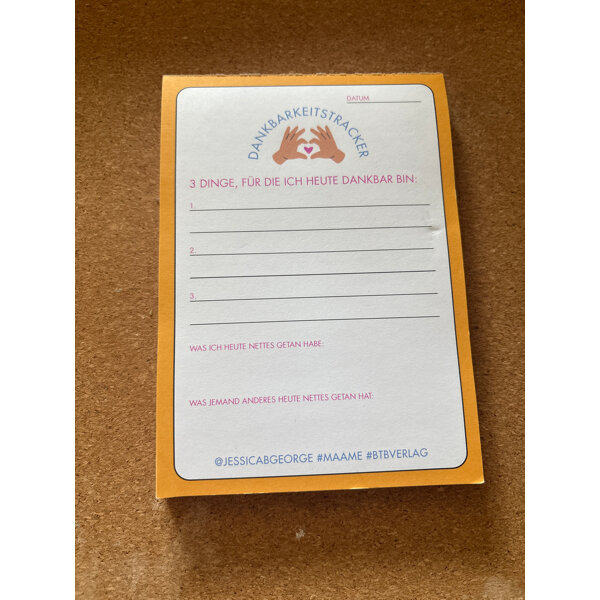 DATUM
DANKBARKEITSTRACKER
3 DINGE, FÜR DIE ICH HEUTE DANKBAR BIN:
1.
2.
3.
WAS ICH HEUTE NETTES GETAN HABE:
WAS JEMAND ANDERES HEUTE NETTES GETAN HAT:
@JESSICABGEORGE #MAAME #BTBVERLAG